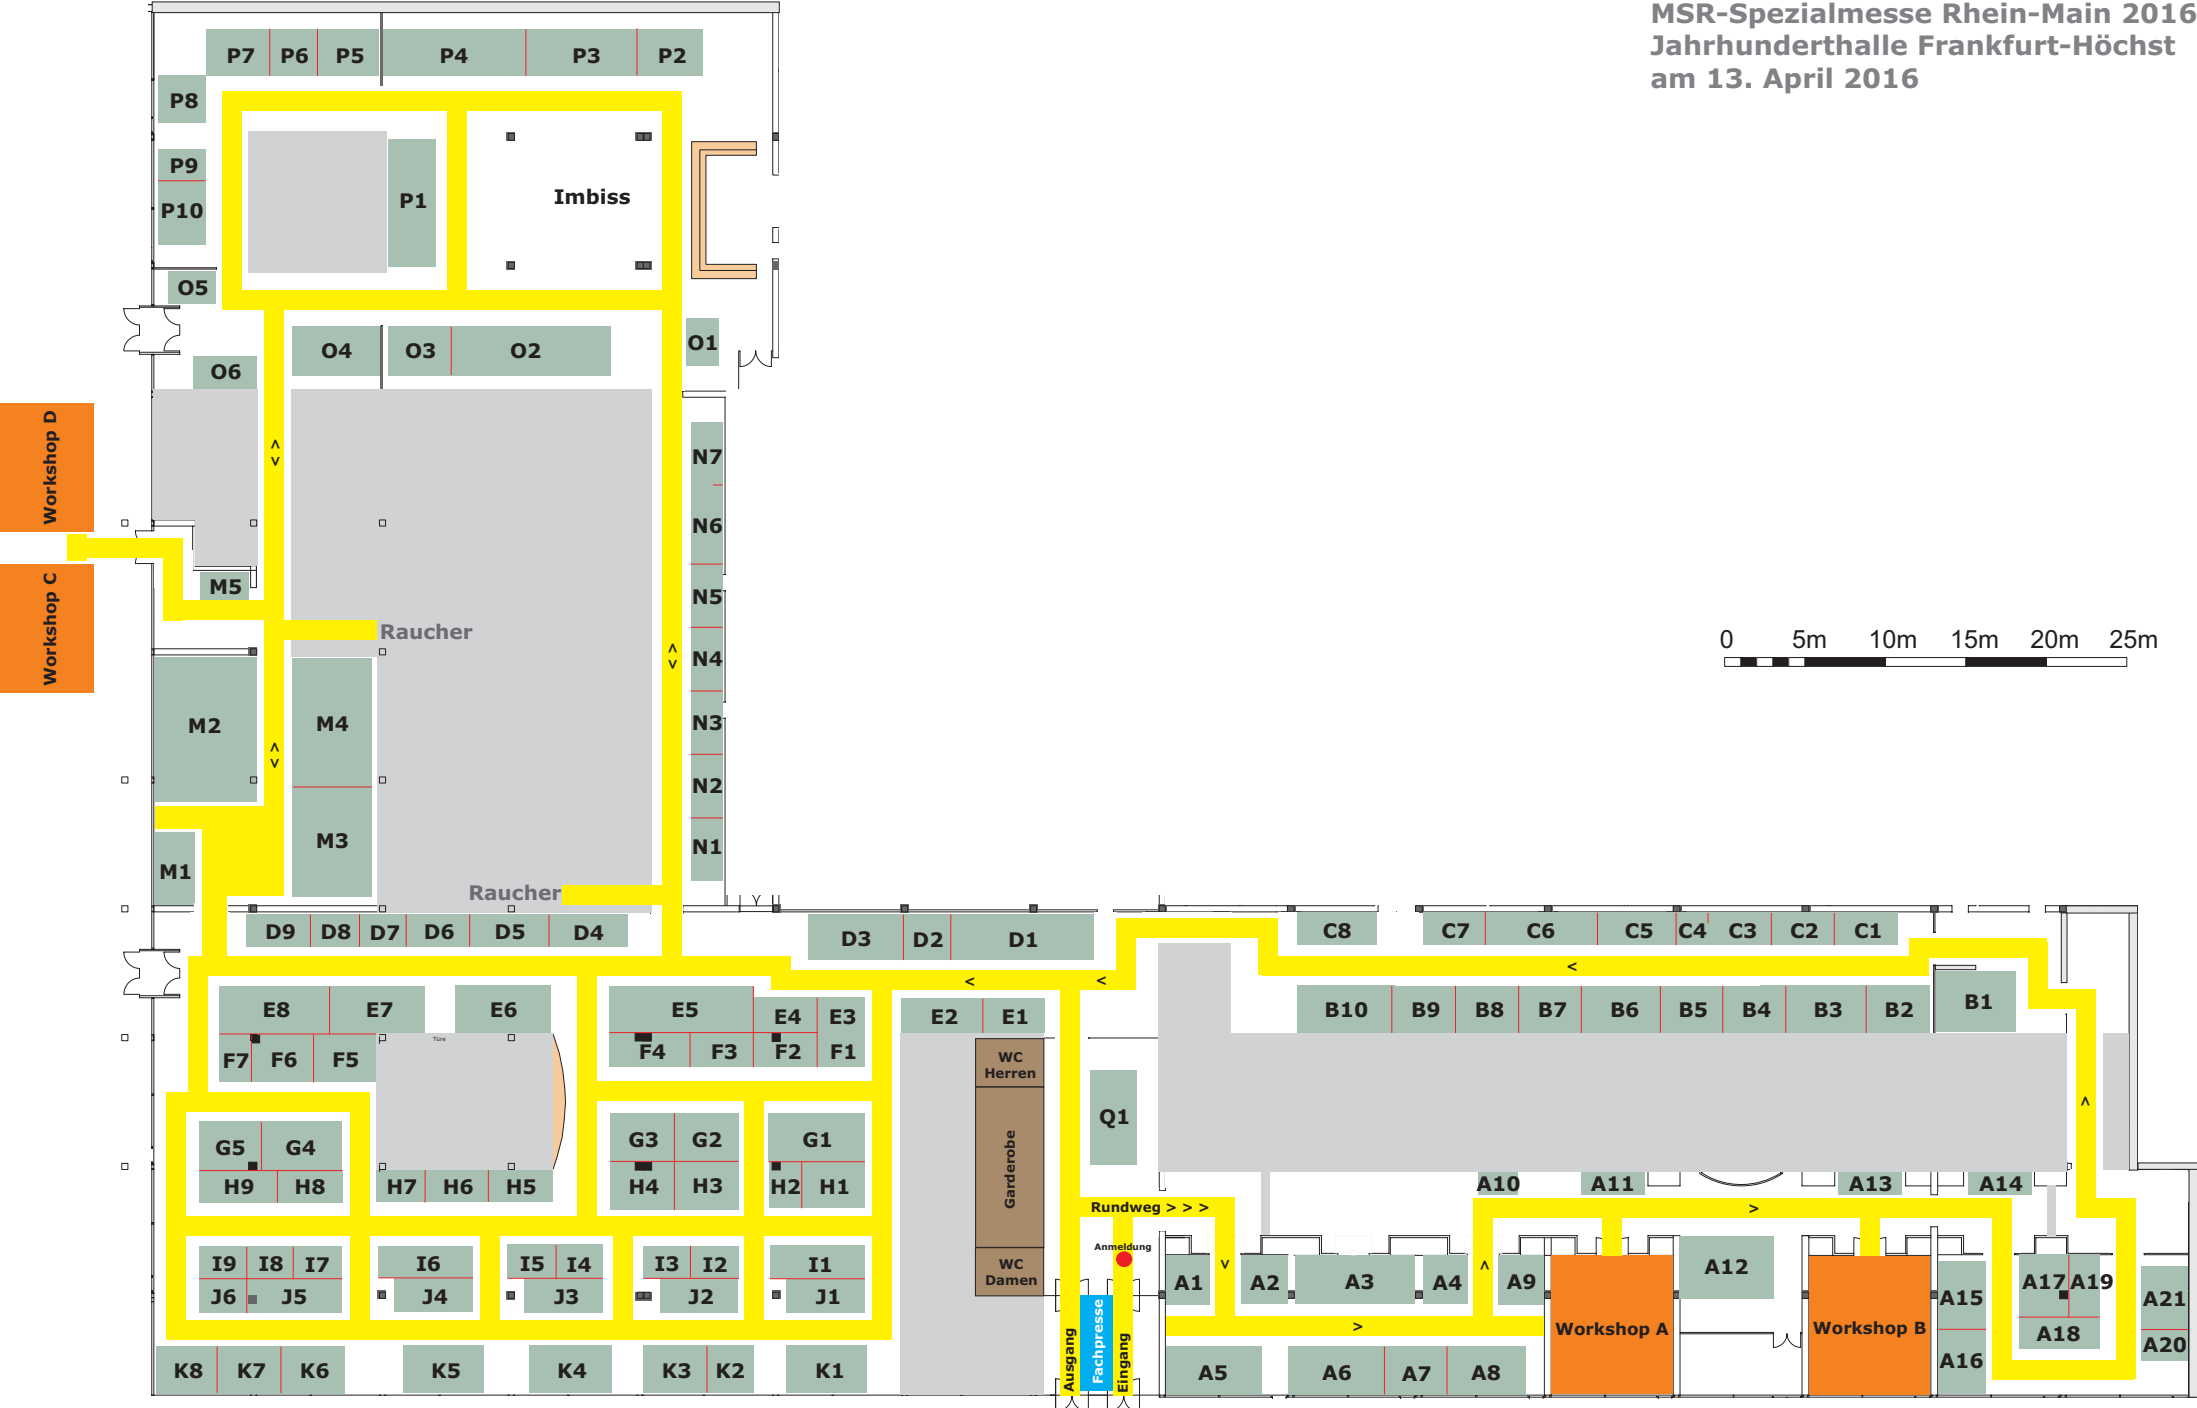 MSR-Spezialmesse Rhein-Main 2016
Jahrhunderthalle Frankfurt-Höchst
am 13. April 2016
P7 P6 P5 P4 P3 P2
P8
P9
P10
P1
Imbiss
O5
O4 O3 O2 O1
O6
Workshop D
Workshop C
< >
N7
N6
N5
N4
N3
N2
N1
M5
Raucher
0 5m 10m 15m 20m 25m
M2
M4
M3
M1
Raucher
D9 D8 D7 D6 D5 D4
D3 D2 D1
C8 C7 C6 C5 C4 C3 C2 C1
< < <
E8 E7 E6 E5 E4 E3
E2 E1
B10 B9 B8 B7 B6 B5 B4 B3 B2 B1
Türe
F7 F6 F5 F4 F3 F2 F1
WC
Herren
Garderobe
WC
Damen
Q1
G5 G4 G3 G2 G1
H9 H8 H7 H6 H5 H4 H3 H2 H1
A10 A11 A13 A14
Rundweg > > >
Anmeldung
I9 I8 I7 I6 I5 I4 I3 I2 I1
J6 J5 J4 J3 J2 J1
A1 A2 A3 A4 A9
A12
A15
A16
A17 A19
A18
A21
A20
Workshop A
Workshop B
K8 K7 K6 K5 K4 K3 K2 K1
Ausgang
Fachpresse
Eingang
A5 A6 A7 A8